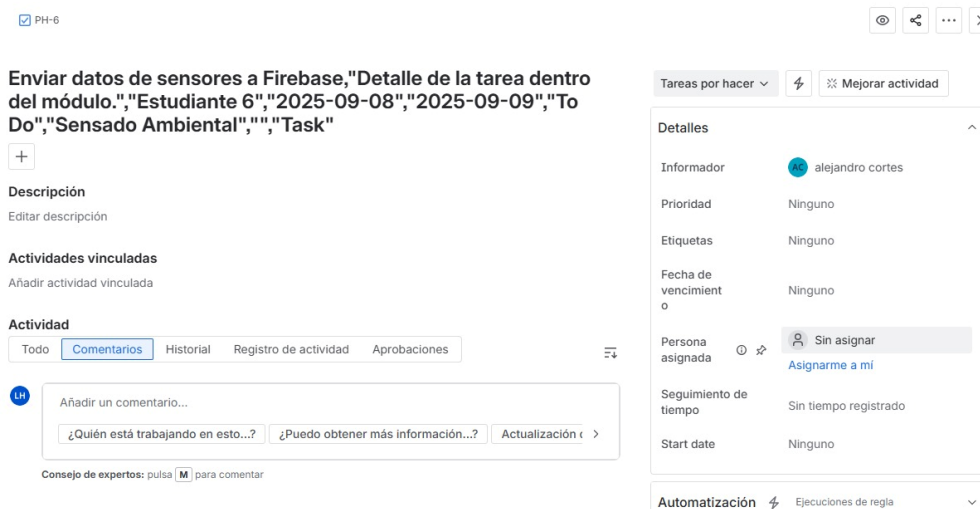 PH-6
Enviar datos de sensores a Firebase,"Detalle de la tarea dentro
del módulo.","Estudiante 6","2025-09-08","2025-09-09","To
Do","Sensado Ambiental","","Task"
Descripción
Editar descripción
Actividades vinculadas
Añadir actividad vinculada
Actividad
Todo Comentarios Historial Registro de actividad Aprobaciones
LH
Añadir un comentario...
¿Quién está trabajando en esto...? ¿Puedo obtener más información...? Actualización
Consejo de expertos: pulsa M para comentar
Tareas por hacer Mejorar actividad
Detalles
Informador AC alejandro cortes
Prioridad Ninguno
Etiquetas Ninguno
Fecha de
vencimient
o
Ninguno
Persona
asignada
Sin asignar
Asignarme a mí
Seguimiento de
tiempo
Sin tiempo registrado
Start date Ninguno
Automatización Ejecuciones de regla